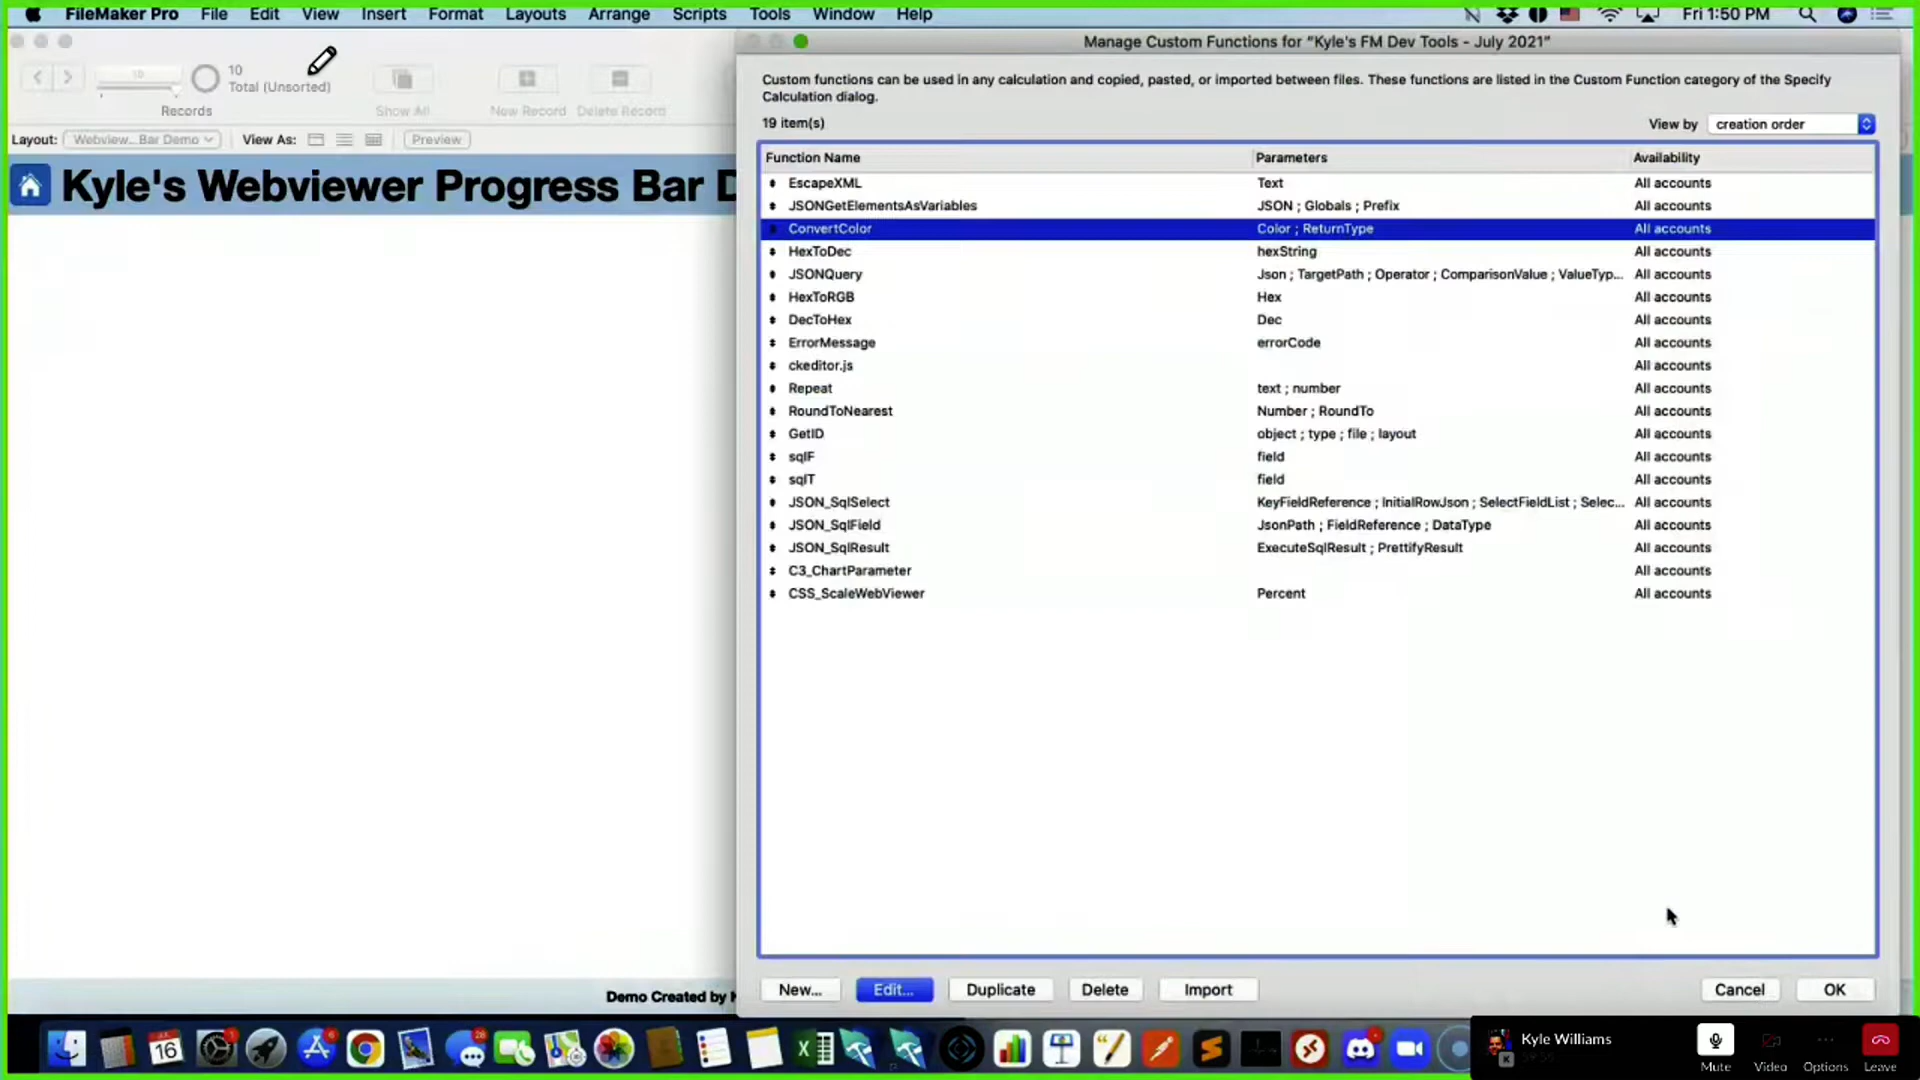 FileMaker Pro File Edit View Insert Format Layouts Arrange Scripts Tools Window Help Fri 1:50 PM
Manage Custom Functions for “Kyle's FM Dev Tools - July 2021”
10
10
Total (Unsorted)
Records Show All New Record Delete Record
Layout: Webview...Bar Demo View As: Preview
Kyle's Webviewer Progress Bar D
Custom functions can be used in any calculation and copied, pasted, or imported between files. These functions are listed in the Custom Function category of the Specify
Calculation dialog.
19 item(s) View by creation order
Function Name Parameters Availability
EscapeXML Text All accounts
JSONGetElementsAsVariables JSON ; Globals ; Prefix All accounts
ConvertColor Color ; ReturnType All accounts
HexToDec hexString All accounts
JSONQuery Json ; TargetPath ; Operator ; ComparisonValue ; ValueTyp... All accounts
HexToRGB Hex All accounts
DecToHex Dec All accounts
ErrorMessage errorCode All accounts
ckeditor.js All accounts
Repeat text ; number All accounts
RoundToNearest Number ; RoundTo All accounts
GetID object ; type ; file ; layout All accounts
sqlF field All accounts
sqlT field All accounts
JSON_SqlSelect KeyFieldReference ; InitialRowJson ; SelectFieldList ; Selec... All accounts
JSON_SqlField JsonPath ; FieldReference ; DataType All accounts
JSON_SqlResult ExecuteSqlResult ; PrettifyResult All accounts
C3_ChartParameter All accounts
CSS_ScaleWebViewer Percent All accounts
New... Edit... Duplicate Delete Import Cancel OK
Demo Created by
JUL
16
Kyle Williams
K
Mute Video Options Leave